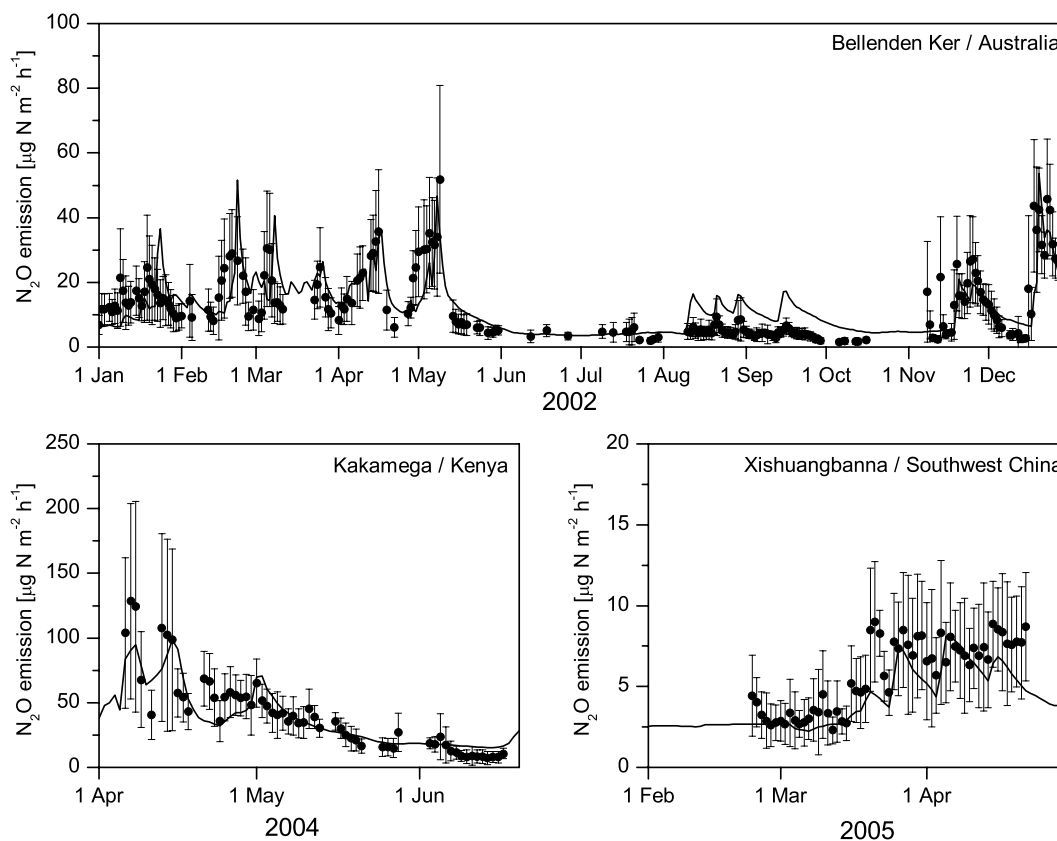 Bellenden Ker / Australia
N₂O emission [µg N m⁻² h⁻¹]
100
80
60
40
20
0
1 Jan 1 Feb 1 Mar 1 Apr 1 May 1 Jun 1 Jul 1 Aug 1 Sep 1 Oct 1 Nov 1 Dec
2002
Kakamega / Kenya
N₂O emission [µg N m⁻² h⁻¹]
250
200
150
100
50
0
1 Apr 1 May 1 Jun
2004
Xishuangbanna / Southwest China
N₂O emission [µg N m⁻² h⁻¹]
20
15
10
5
0
1 Feb 1 Mar 1 Apr
2005